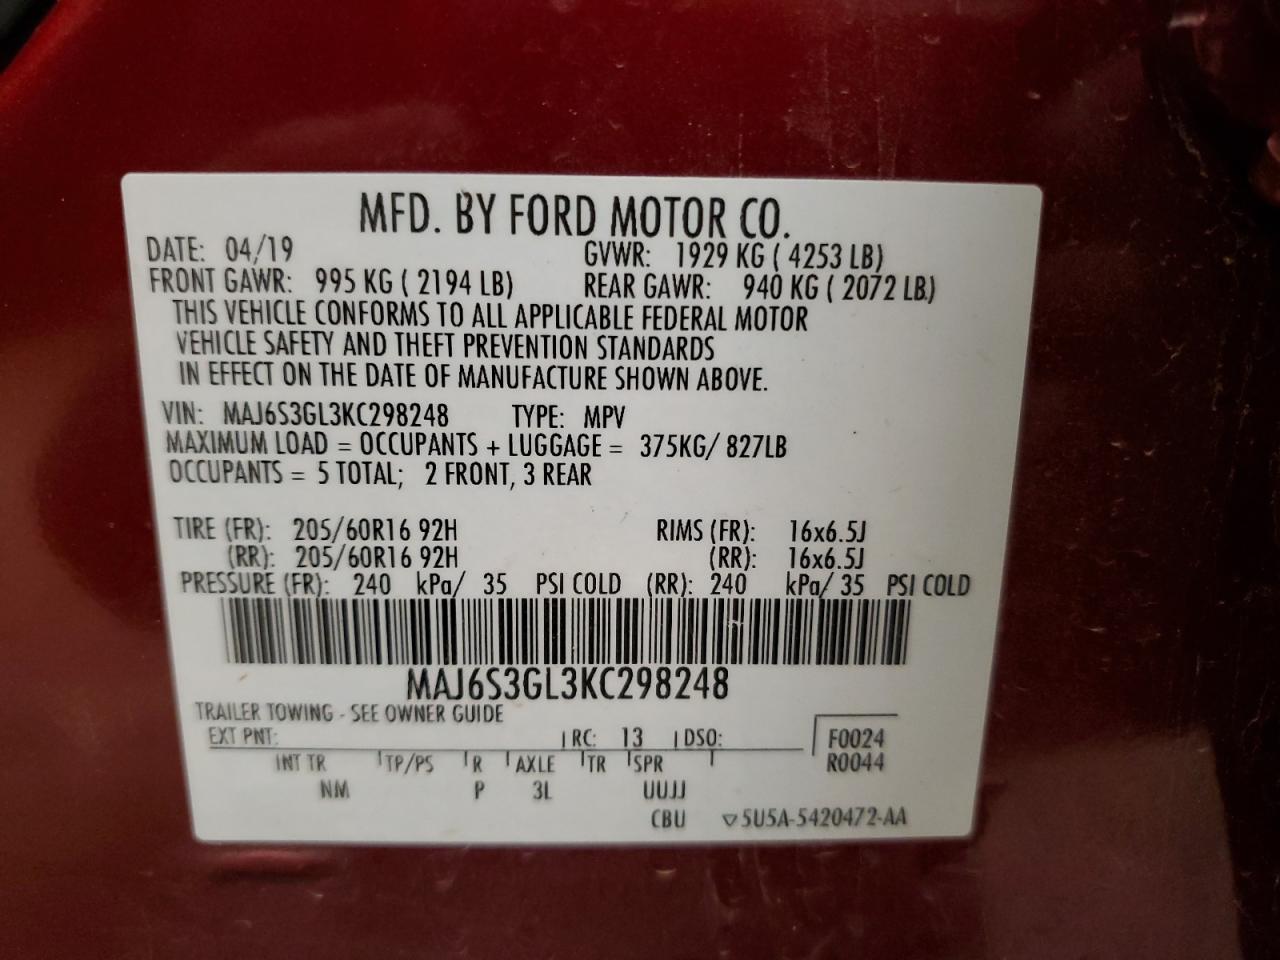 MFD. BY FORD MOTOR CO.
DATE: 04/19 GVWR: 1929 KG ( 4253 LB)
FRONT GAWR: 995 KG ( 2194 LB) REAR GAWR: 940 KG ( 2072 LB)
THIS VEHICLE CONFORMS TO ALL APPLICABLE FEDERAL MOTOR
VEHICLE SAFETY AND THEFT PREVENTION STANDARDS
IN EFFECT ON THE DATE OF MANUFACTURE SHOWN ABOVE.
VIN: MAJ6S3GL3KC298248 TYPE: MPV
MAXIMUM LOAD = OCCUPANTS + LUGGAGE = 375KG/ 827LB
OCCUPANTS = 5 TOTAL; 2 FRONT, 3 REAR
TIRE (FR): 205/60R16 92H RIMS (FR): 16x6.5J
(RR): 205/60R16 92H (RR): 16x6.5J
PRESSURE (FR): 240 kPa/ 35 PSI COLD (RR): 240 kPa/ 35 PSI COLD
MAJ6S3GL3KC298248
TRAILER TOWING - SEE OWNER GUIDE
EXT PNT: RC: 13 DSO: F0024
INT TR TP/PS R AXLE TR SPR R0044
NM P 3L UUJJ
CBU ▽5U5A-5420472-AA